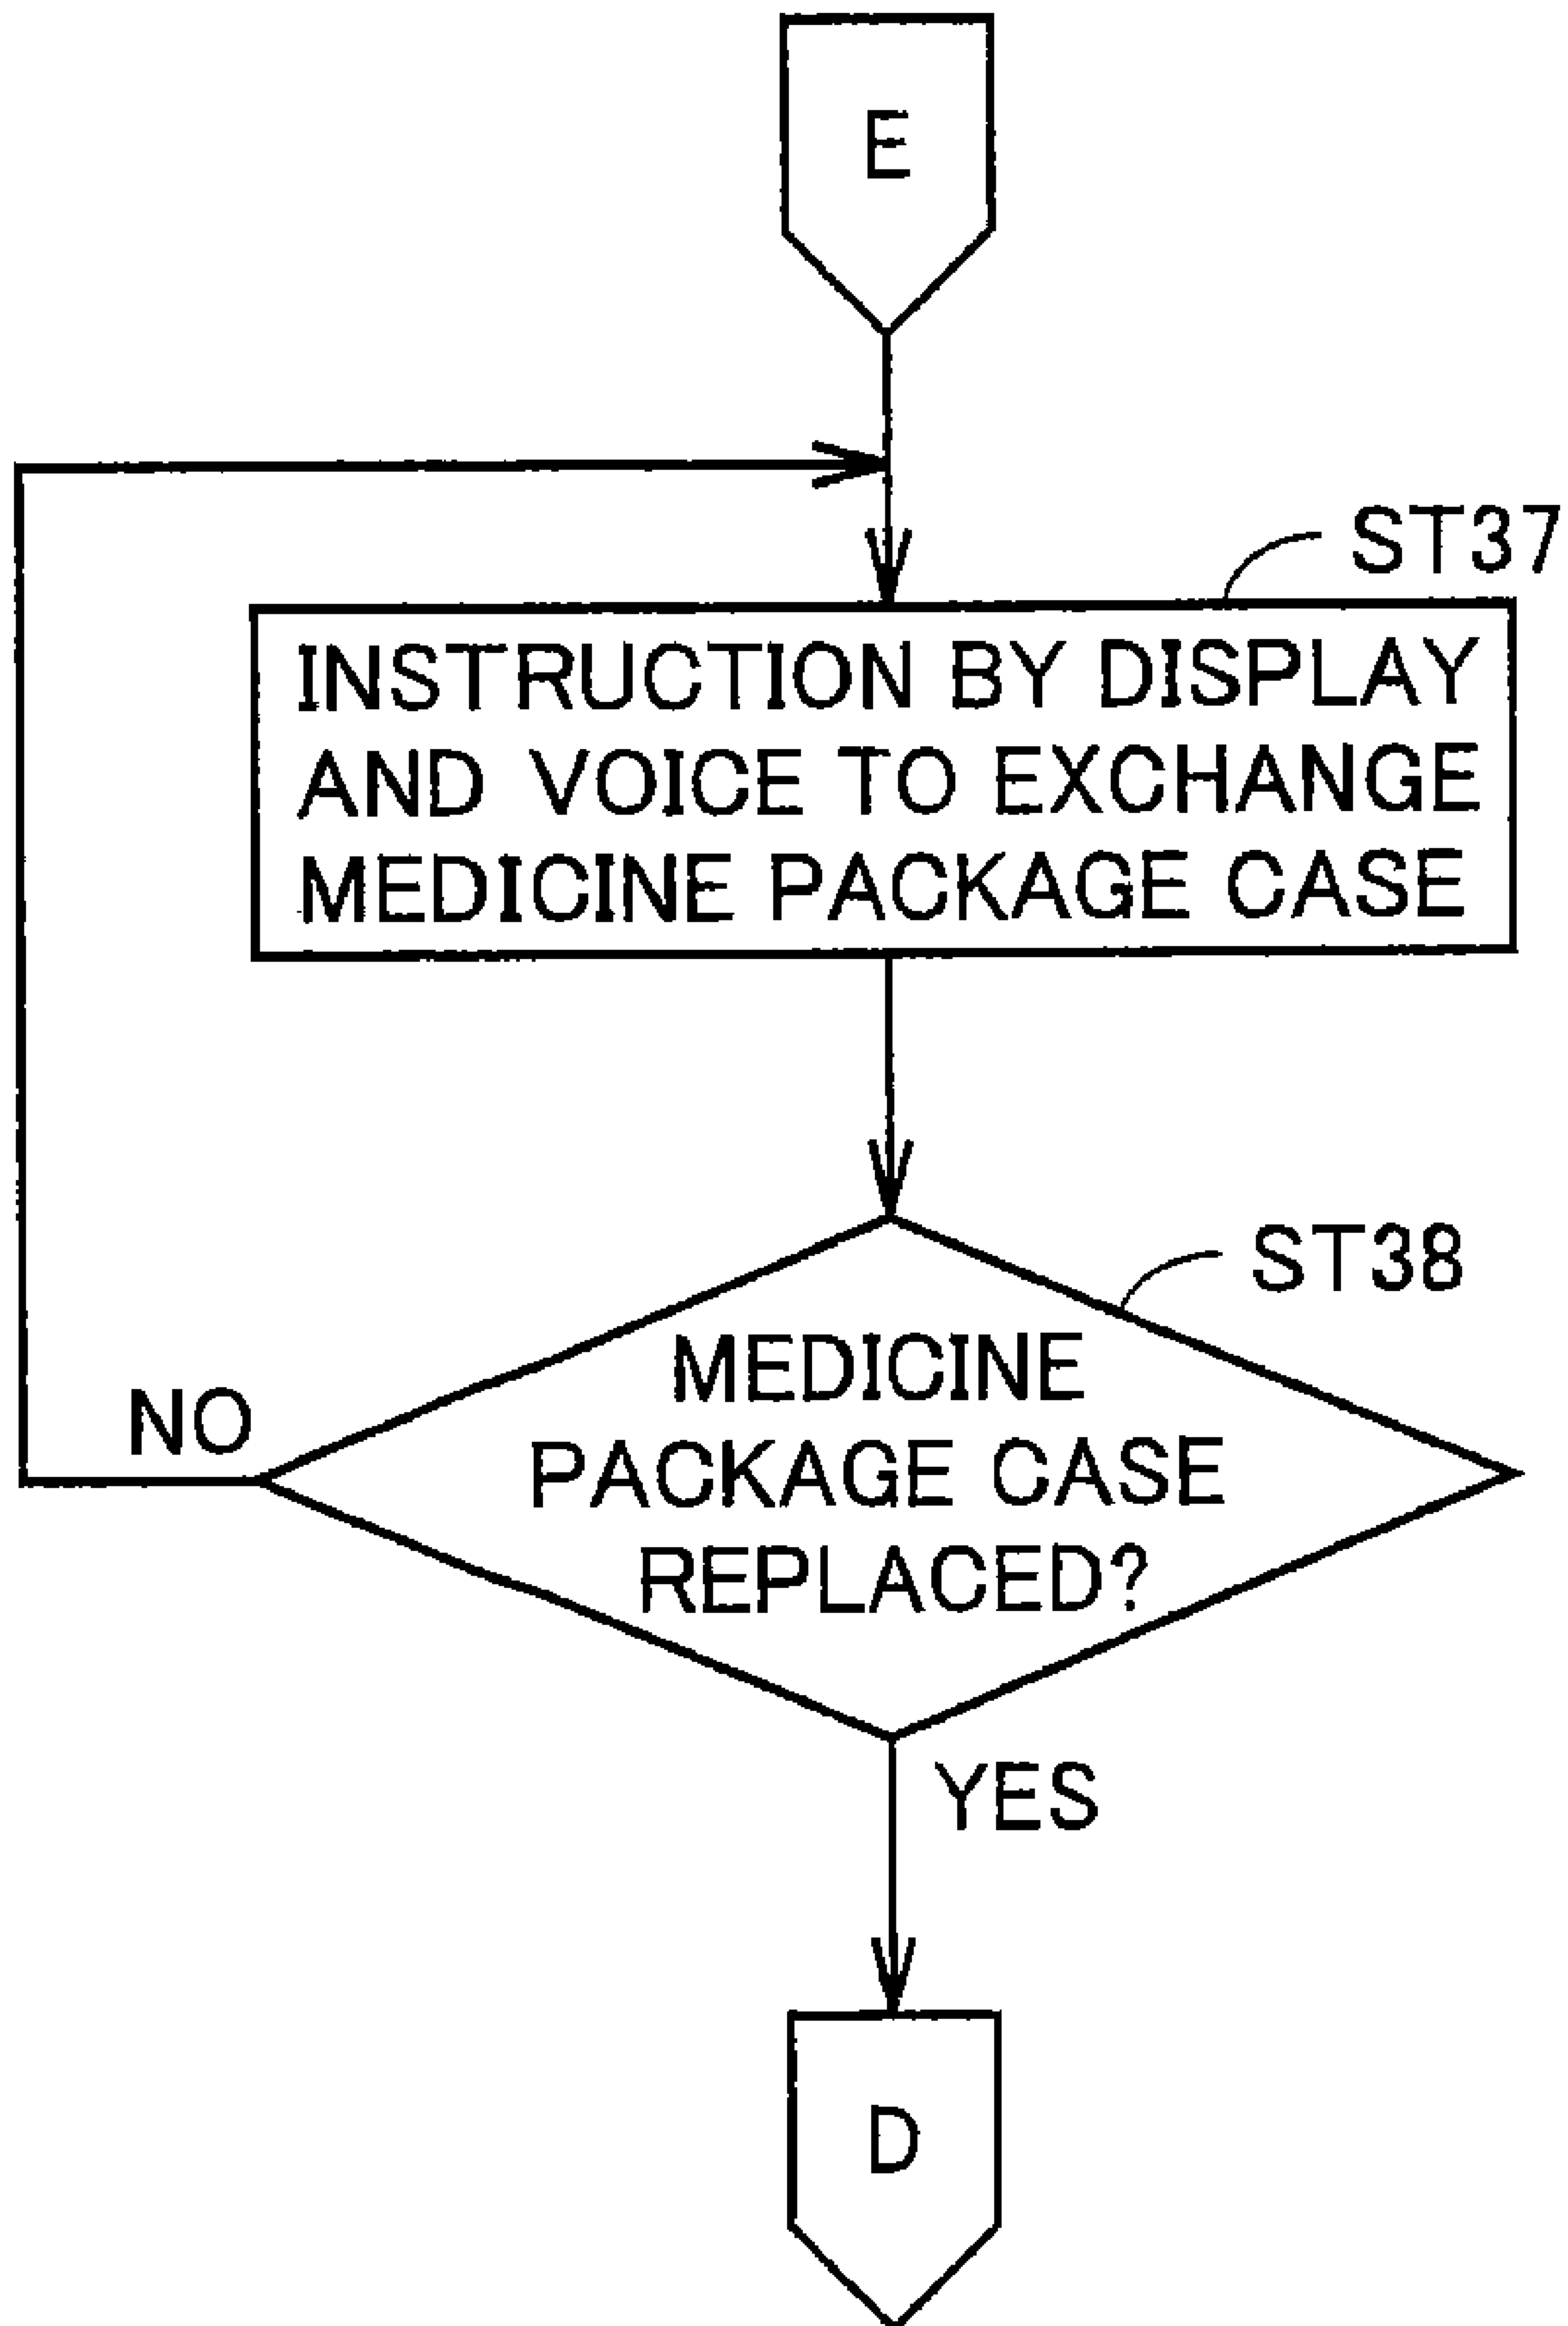 E
ST37
INSTRUCTION BY DISPLAY
AND VOICE TO EXCHANGE
MEDICINE PACKAGE CASE
ST38
MEDICINE
PACKAGE CASE
REPLACED?
NO
YES
D